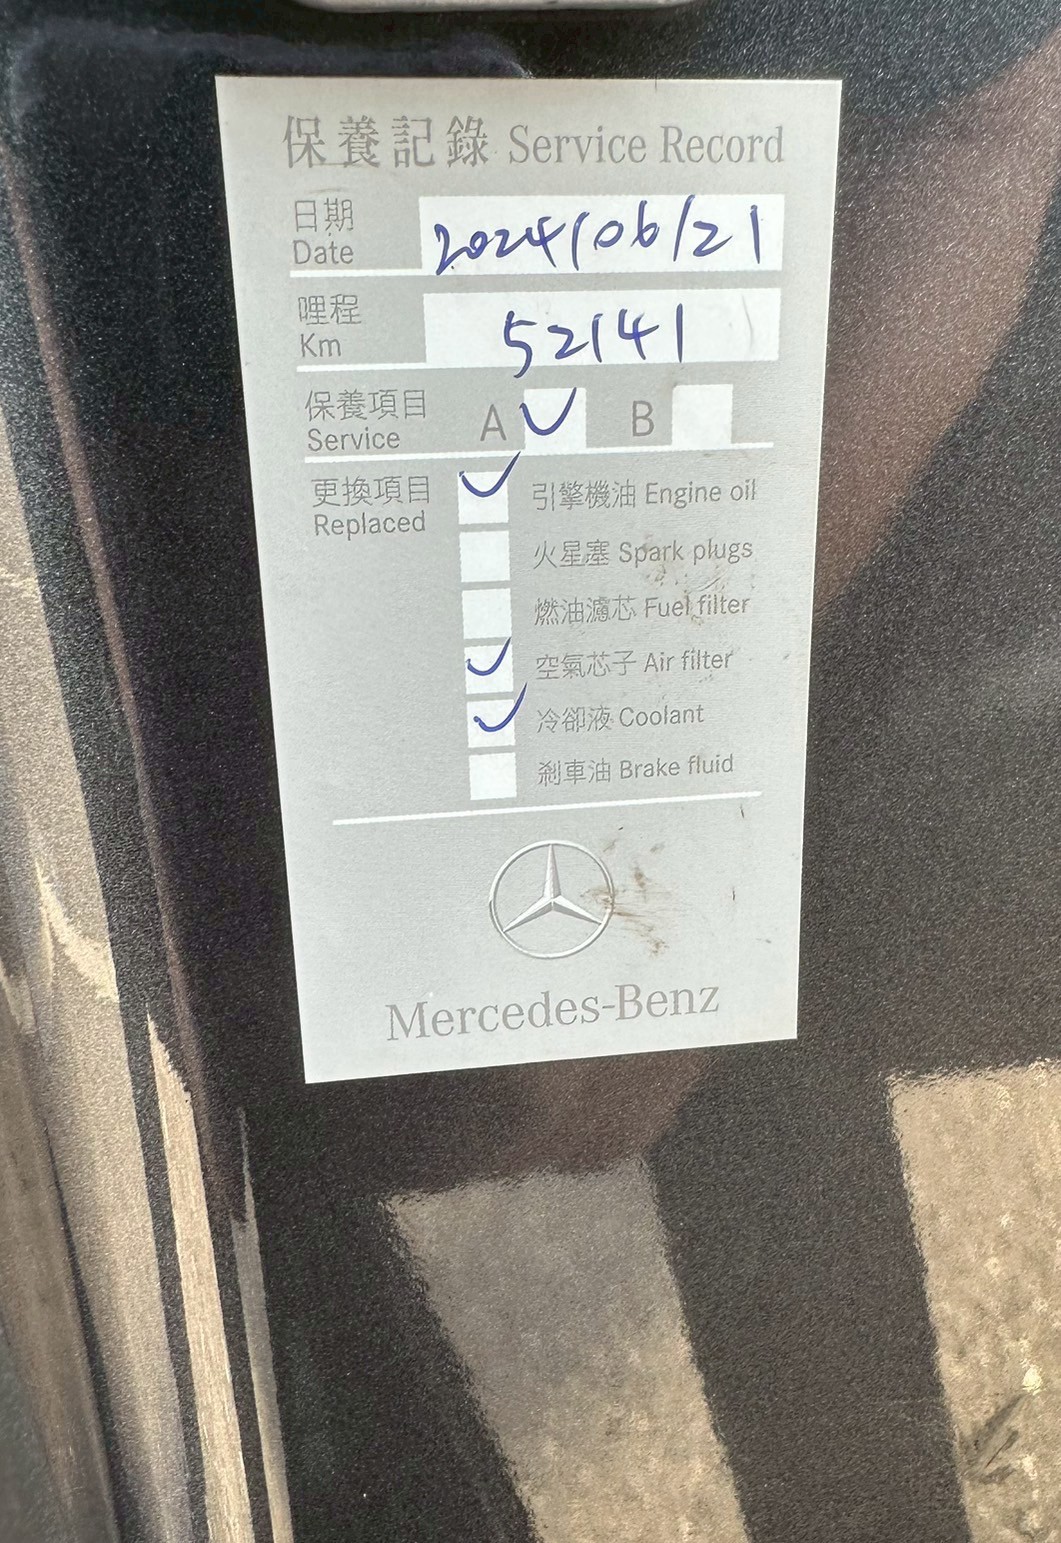 保養記錄 Service Record
日期
Date 2024/06/21
哩程
Km 52141
保養項目
Service A ✓ B
更換項目
Replaced
✓ 引擎機油 Engine oil
火星塞 Spark plugs
燃油濾芯 Fuel filter
✓ 空氣芯子 Air filter
✓ 冷卻液 Coolant
剎車油 Brake fluid
Mercedes-Benz